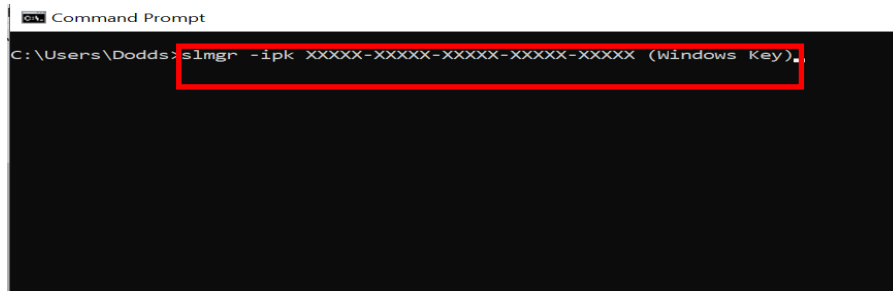 Command Prompt
C:\Users\Dodds>slmgr -ipk XXXXX-XXXXX-XXXXX-XXXXX-XXXXX (Windows Key)